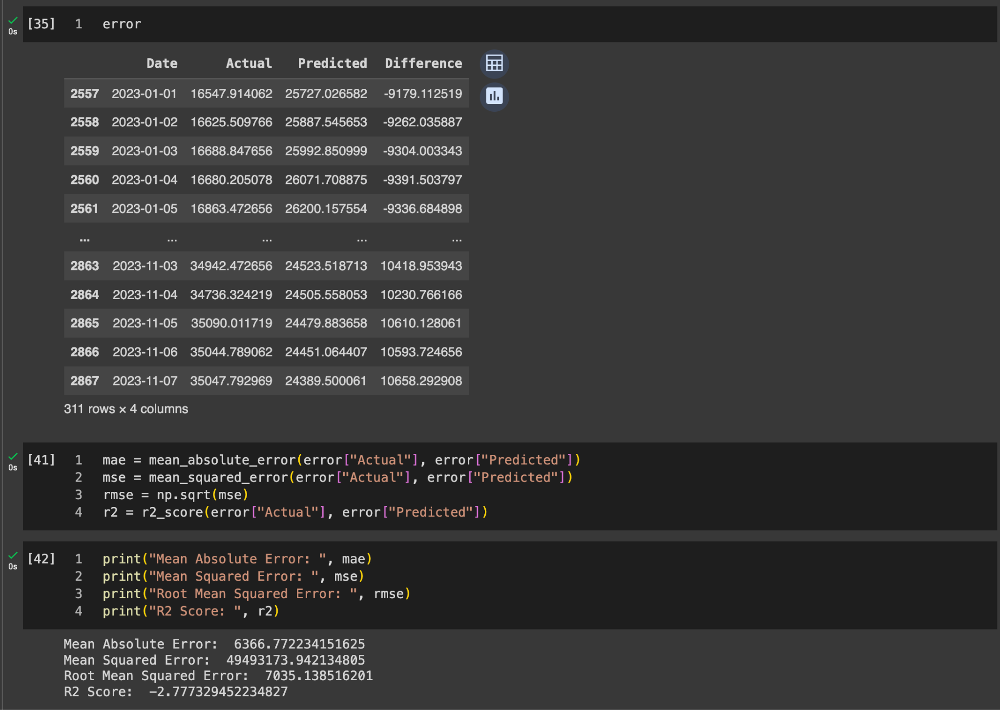 [35] 1 error
0s
Date Actual Predicted Difference
2557 2023-01-01 16547.914062 25727.026582 -9179.112519
2558 2023-01-02 16625.509766 25887.545653 -9262.035887
2559 2023-01-03 16688.847656 25992.850999 -9304.003343
2560 2023-01-04 16680.205078 26071.708875 -9391.503797
2561 2023-01-05 16863.472656 26200.157554 -9336.684898
... ... ... ... ...
2863 2023-11-03 34942.472656 24523.518713 10418.953943
2864 2023-11-04 34736.324219 24505.558053 10230.766166
2865 2023-11-05 35090.011719 24479.883658 10610.128061
2866 2023-11-06 35044.789062 24451.064407 10593.724656
2867 2023-11-07 35047.792969 24389.500061 10658.292908
311 rows × 4 columns
[41] 1 mae = mean_absolute_error(error["Actual"], error["Predicted"])
0s
2 mse = mean_squared_error(error["Actual"], error["Predicted"])
3 rmse = np.sqrt(mse)
4 r2 = r2_score(error["Actual"], error["Predicted"])
[42] 1 print("Mean Absolute Error: ", mae)
0s
2 print("Mean Squared Error: ", mse)
3 print("Root Mean Squared Error: ", rmse)
4 print("R2 Score: ", r2)
Mean Absolute Error:  6366.772234151625
Mean Squared Error:  49493173.942134805
Root Mean Squared Error:  7035.138516201
R2 Score:  -2.777329452234827